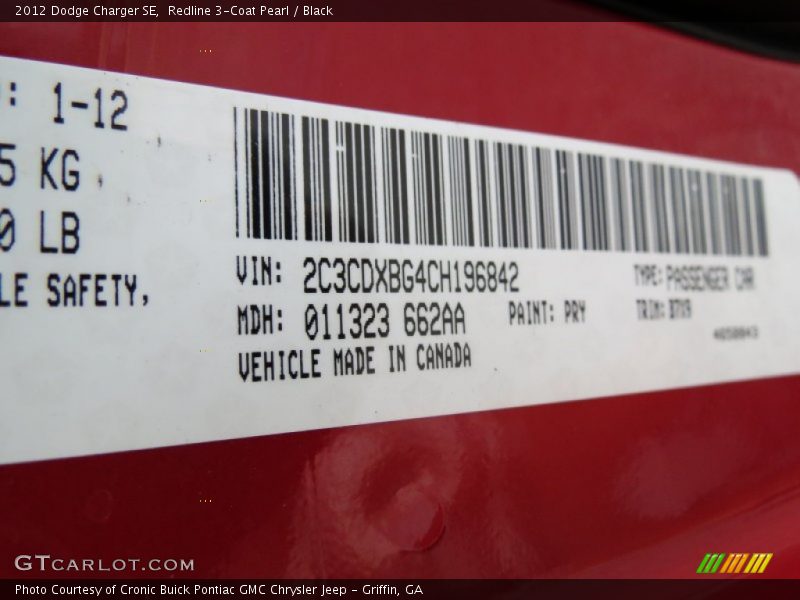 2012 Dodge Charger SE,  Redline 3-Coat Pearl / Black
: 1-12
5 KG
0 LB
LE SAFETY,
VIN: 2C3CDXBG4CH196842
TYPE: PASSENGER CAR
MDH: 011323 662AA
PAINT: PRY
TRIM:
VEHICLE MADE IN CANADA
GTCARLOT.COM
Photo Courtesy of Cronic Buick Pontiac GMC Chrysler Jeep - Griffin, GA